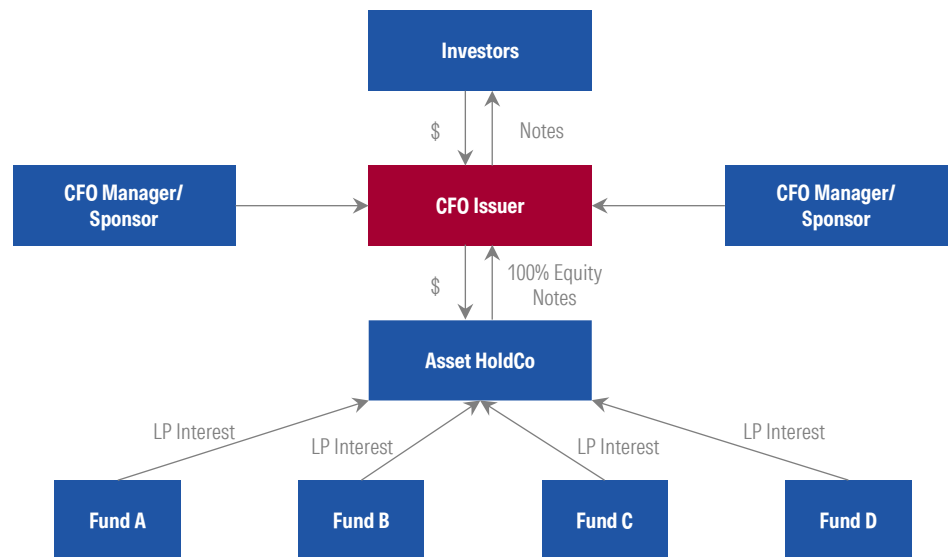 Investors
$
Notes
CFO Manager/
Sponsor
CFO Issuer
CFO Manager/
Sponsor
$
100% Equity
Notes
Asset HoldCo
LP Interest
LP Interest
LP Interest
LP Interest
Fund A
Fund B
Fund C
Fund D